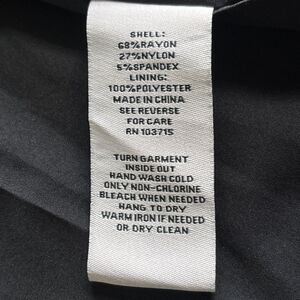 SHELL:
68%RAYON
27%NYLON
5%SPANDEX
LINING:
100%POLYESTER
MADE IN CHINA
SEE REVERSE
FOR CARE
RN 103715
TURN GARMENT
INSIDE OUT
HAND WASH COLD
ONLY NON-CHLORINE
BLEACH WHEN NEEDED
HANG TO DRY
WARM IRON IF NEEDED
OR DRY CLEAN